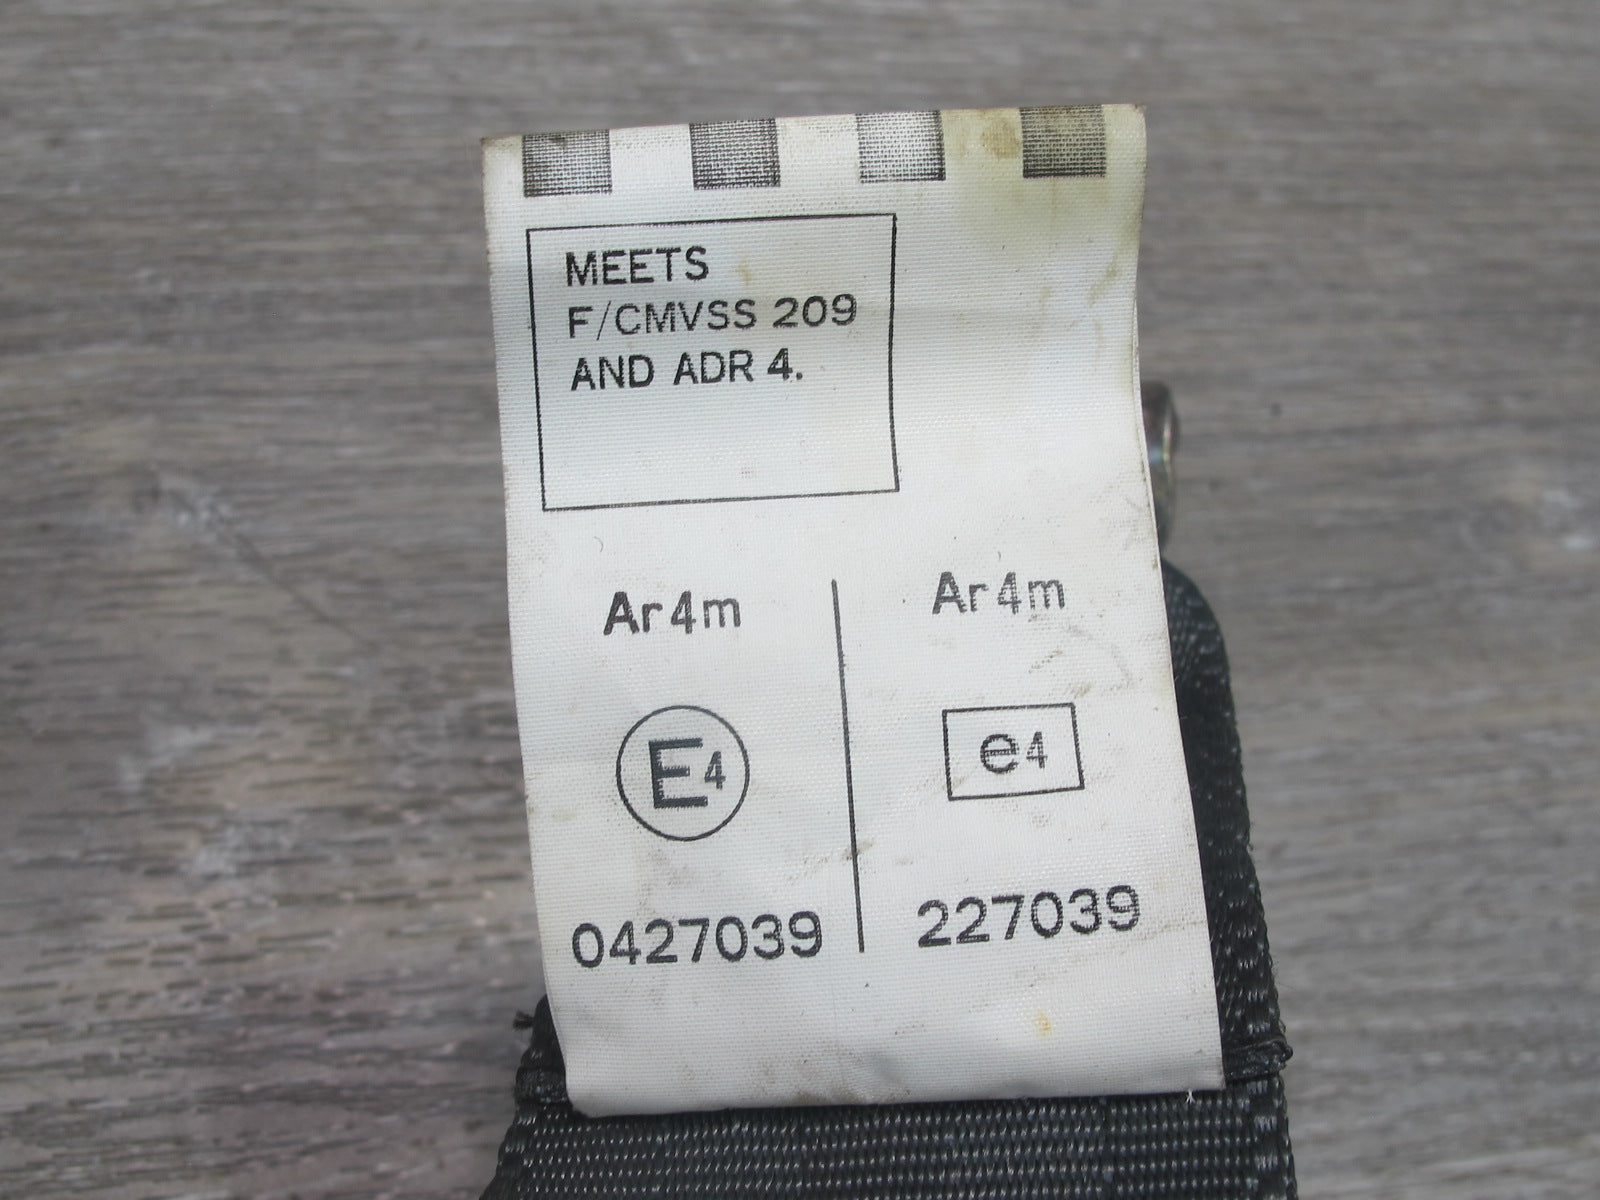 MEETS
F/CMVSS 209
AND ADR 4.
Ar4m
E4
0427039
Ar4m
e4
227039